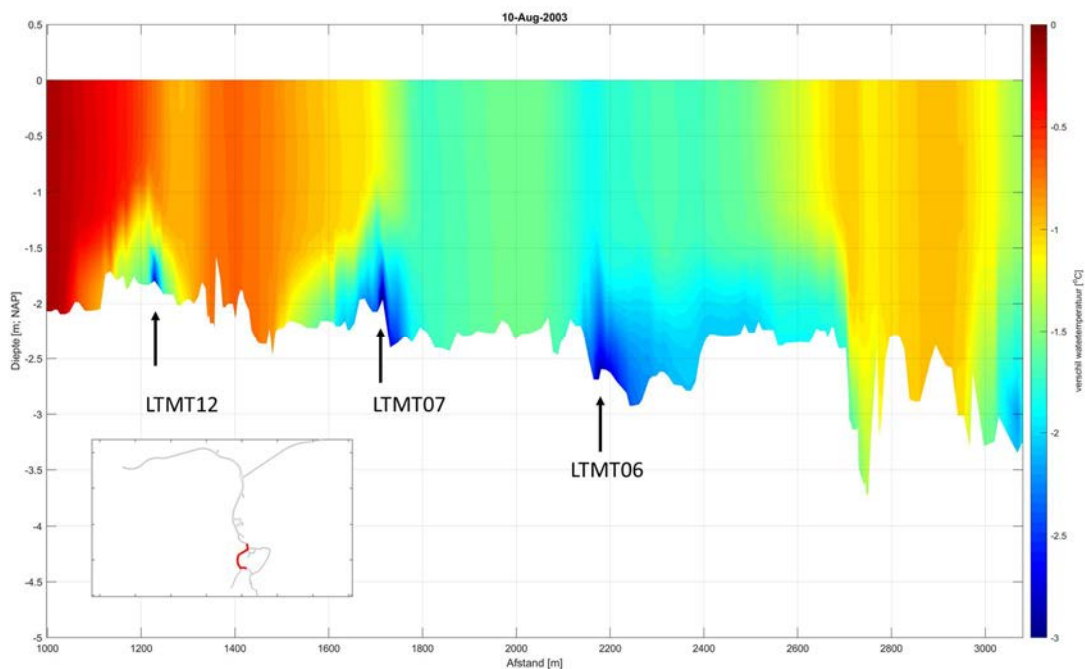 10-Aug-2003
0.5
0
-0.5
-1
-1.5
-2
-2.5
-3
-3.5
-4
-4.5
-5
Diepte [m; NAP]
LTMT12
LTMT07
LTMT06
1000 1200 1400 1600 1800 2000 2200 2400 2600 2800 3000
Afstand [m]
0
-0.5
-1
-1.5
-2
-2.5
-3
verschil watertemperatuur [°C]